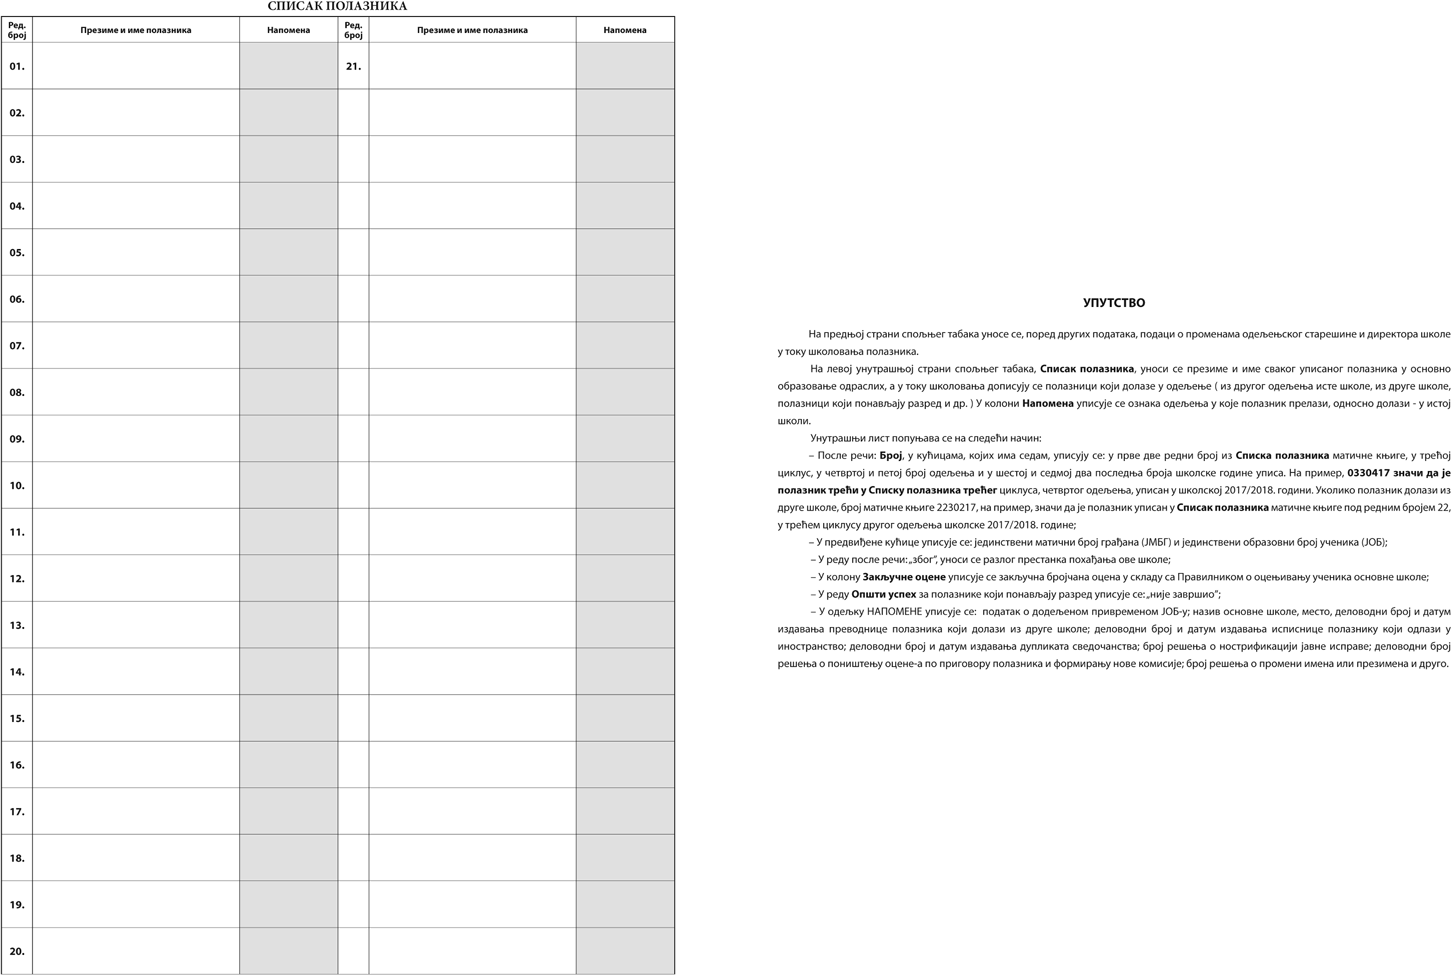 СПИСАК ПОЛАЗНИКА
Ред. број Презиме и име полазника Напомена Ред. број Презиме и име полазника Напомена
01. 21.
02.
03.
04.
05.
06.
07.
08.
09.
10.
11.
12.
13.
14.
15.
16.
17.
18.
19.
20.
УПУТСТВО
На предњој страни спољњег табака уносе се, поред других података, подаци о променама одељењског старешине и директора школе
у току школовања полазника.
На левој унутрашњој страни спољњег табака, Списак полазника, уноси се презиме и име сваког уписаног полазника у основно
образовање одраслих, а у току школовања дописују се полазници који долазе у одељење ( из другог одељења исте школе, из друге школе,
полазници који понављају разред и др. ) У колони Напомена уписује се ознака одељења у које полазник прелази, односно долази - у истој
школи.
Унутрашњи лист попуњава се на следећи начин:
– После речи: Број, у кућицама, којих има седам, уписују се: у прве две редни број из Списка полазника матичне књиге, у трећој
циклус, у четвртој и петој број одељења и у шестој и седмој два последња броја школске године уписа. На пример, 0330417 значи да је
полазник трећи у Списку полазника трећег циклуса, четвртог одељења, уписан у школској 2017/2018. години. Уколико полазник долази из
друге школе, број матичне књиге 2230217, на пример, значи да је полазник уписан у Списак полазника матичне књиге под редним бројем 22,
у трећем циклусу другог одељења школске 2017/2018. године;
– У предвиђене кућице уписује се: јединствени матични број грађана (ЈМБГ) и јединствени образовни број ученика (ЈОБ);
– У реду после речи: „због“, уноси се разлог престанка похађања ове школе;
– У колону Закључне оцене уписује се закључна бројчана оцена у складу са Правилником о оцењивању ученика основне школе;
– У реду Општи успех за полазнике који понављају разред уписује се: „није завршио“;
– У одељку НАПОМЕНЕ уписује се: податак о додељеном привременом ЈОБ-у; назив основне школе, место, деловодни број и датум
издавања преводнице полазника који долази из друге школе; деловодни број и датум издавања исписнице полазнику који одлази у
иностранство; деловодни број и датум издавања дупликата сведочанства; број решења о нострификацији јавне исправе; деловодни број
решења о поништењу оцене-а по приговору полазника и формирању нове комисије; број решења о промени имена или презимена и друго.